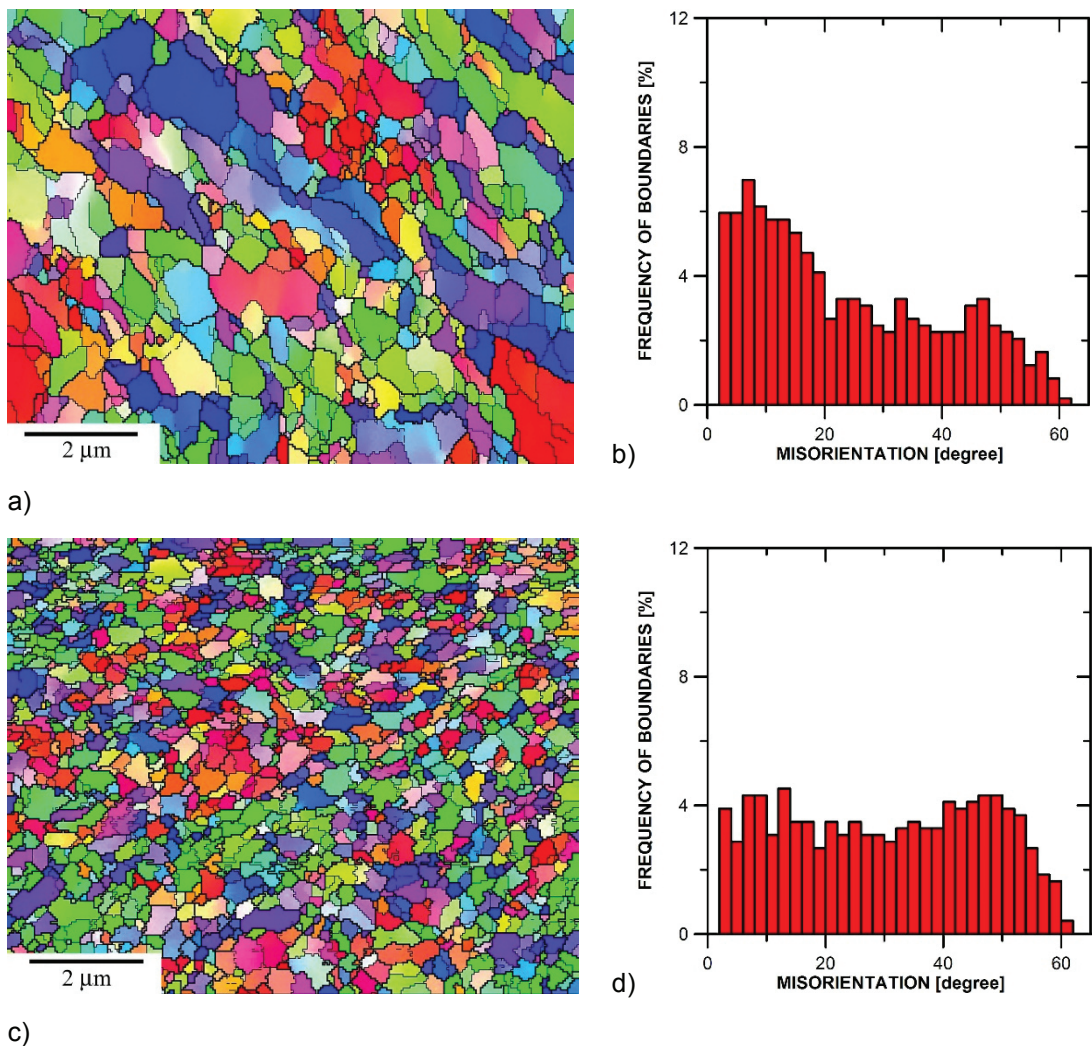 2 µm
a)
12
8
4
0
FREQUENCY OF BOUNDARIES [%]
0 20 40 60
MISORIENTATION [degree]
b)
2 µm
c)
12
8
4
0
FREQUENCY OF BOUNDARIES [%]
0 20 40 60
MISORIENTATION [degree]
d)